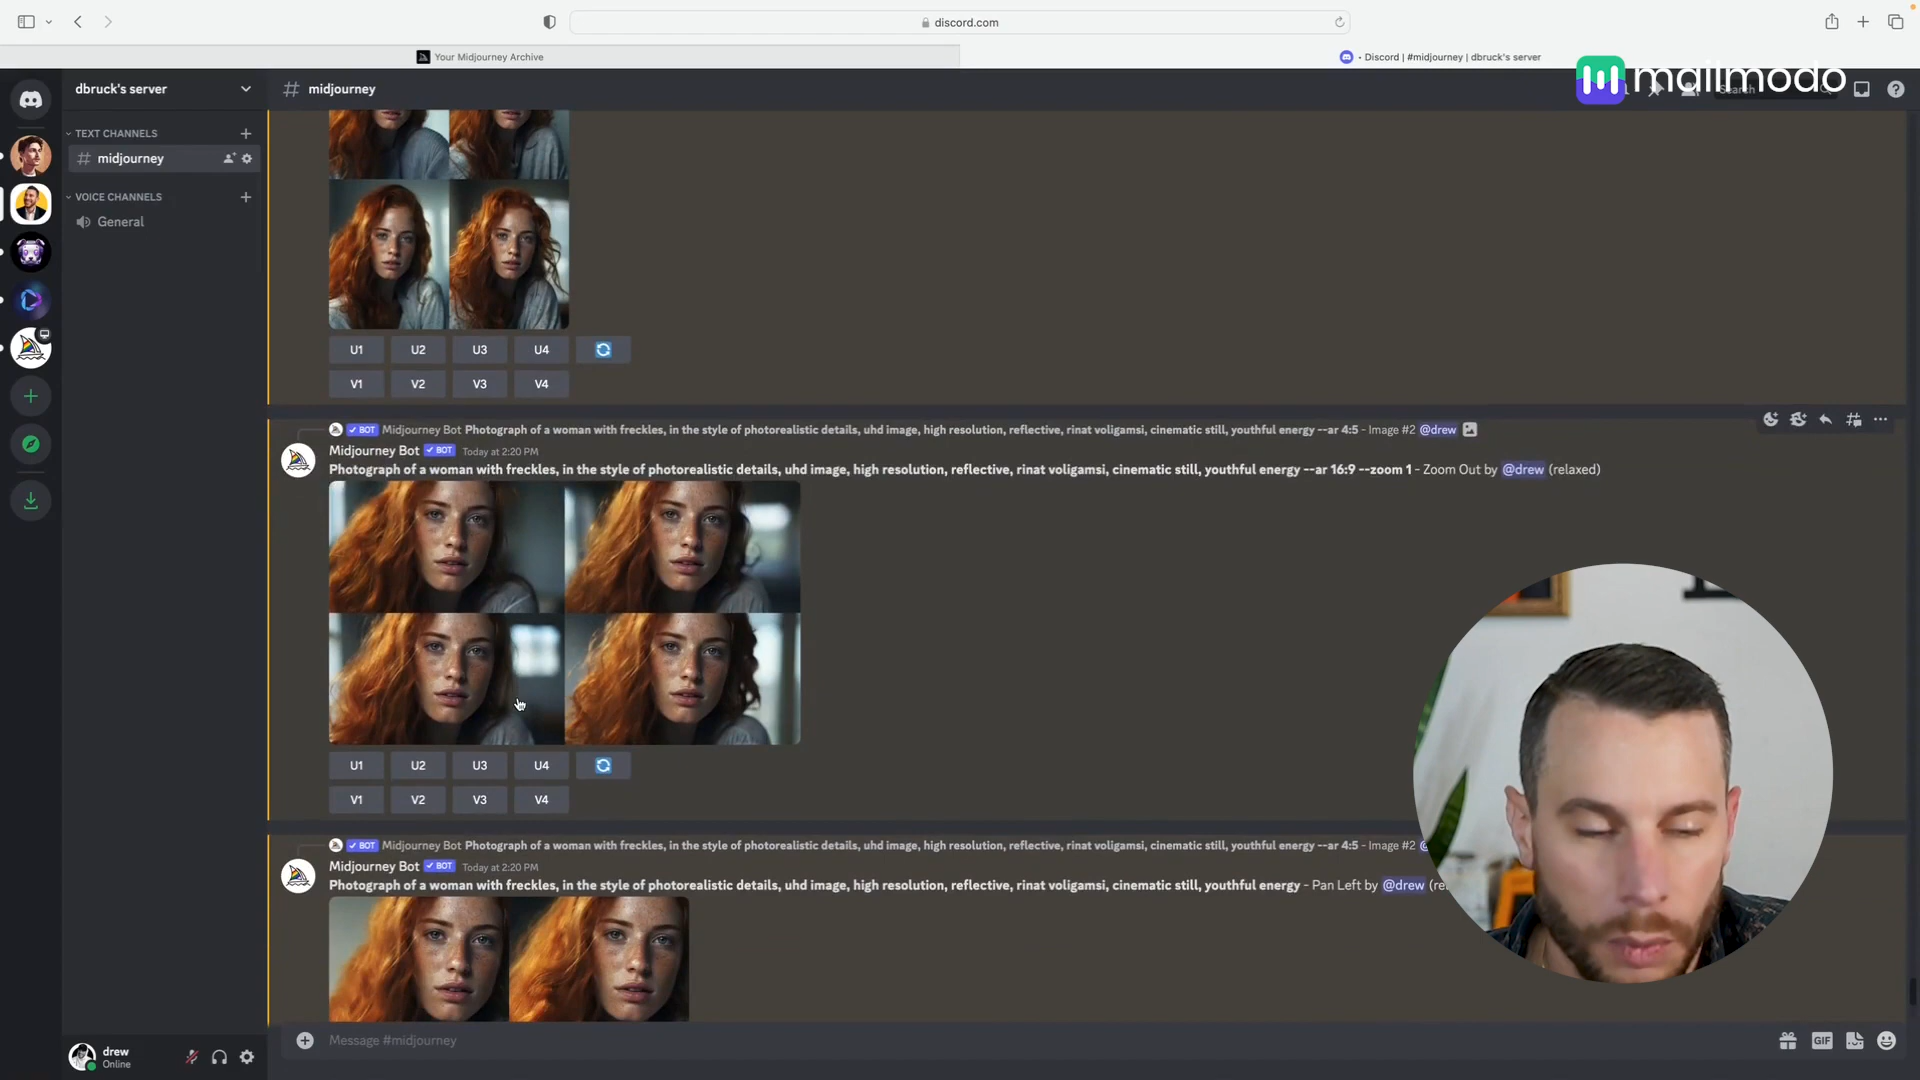 discord.com
Your Midjourney Archive
• Discord | #midjourney | dbruck's server
mailmodo
dbruck's server
midjourney
Search
TEXT CHANNELS
midjourney
VOICE CHANNELS
General
U1 U2 U3 U4
V1 V2 V3 V4
✓ BOT Midjourney Bot Photograph of a woman with freckles, in the style of photorealistic details, uhd image, high resolution, reflective, rinat voligamsi, cinematic still, youthful energy --ar 4:5 - Image #2 @drew
Midjourney Bot ✓ BOT Today at 2:20 PM
Photograph of a woman with freckles, in the style of photorealistic details, uhd image, high resolution, reflective, rinat voligamsi, cinematic still, youthful energy --ar 16:9 --zoom 1 - Zoom Out by @drew (relaxed)
U1 U2 U3 U4
V1 V2 V3 V4
✓ BOT Midjourney Bot Photograph of a woman with freckles, in the style of photorealistic details, uhd image, high resolution, reflective, rinat voligamsi, cinematic still, youthful energy --ar 4:5 - Image #2
Midjourney Bot ✓ BOT Today at 2:20 PM
Photograph of a woman with freckles, in the style of photorealistic details, uhd image, high resolution, reflective, rinat voligamsi, cinematic still, youthful energy - Pan Left by @drew
Message #midjourney
GIF
drew
Online